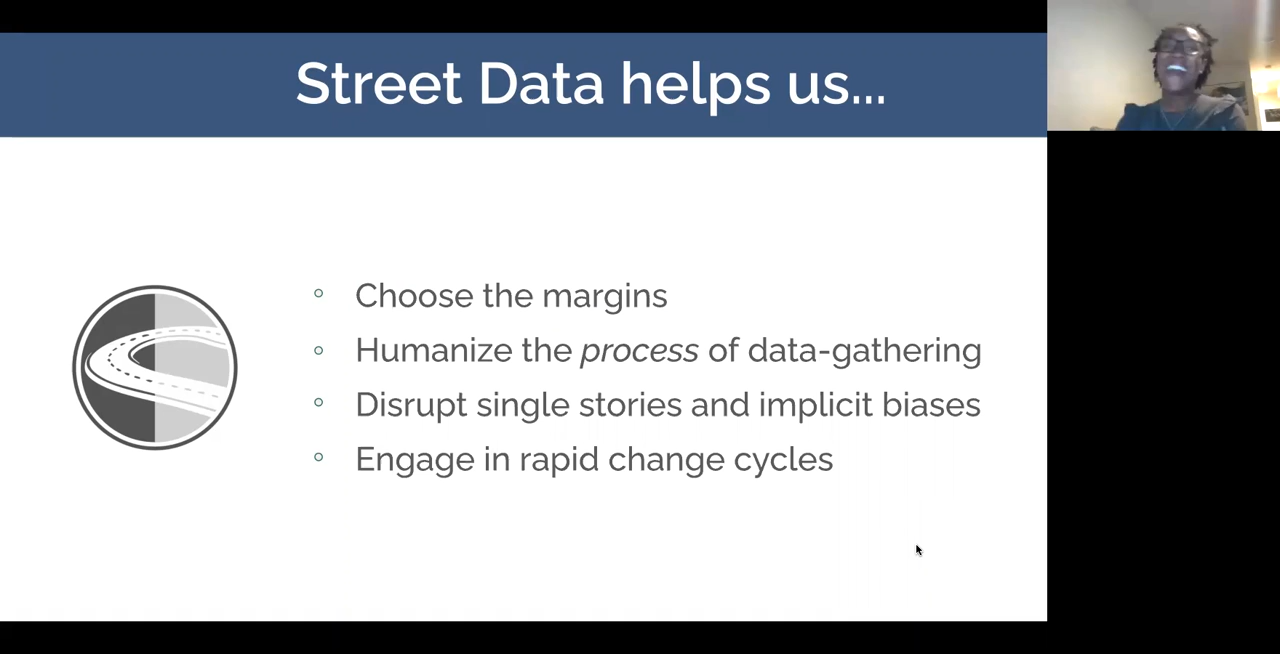 Street Data helps us...
Choose the margins
Humanize the process of data-gathering
Disrupt single stories and implicit biases
Engage in rapid change cycles